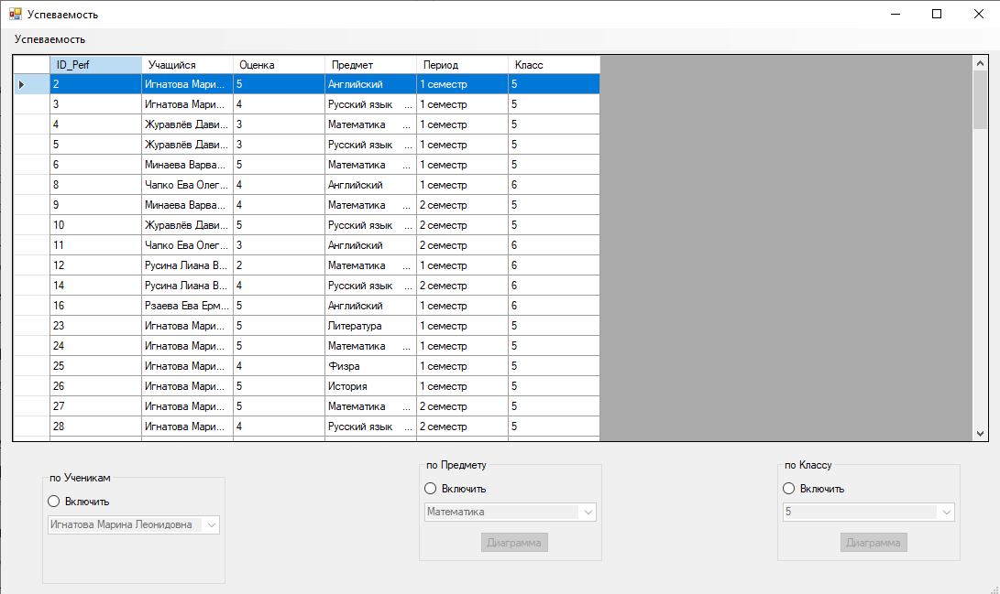 Успеваемость
Успеваемость
ID_Perf Учащийся Оценка Предмет Период Класс
2 Игнатова Мари... 5 Английский 1 семестр 5
3 Игнатова Мари... 4 Русский язык ... 1 семестр 5
4 Журавлёв Дави... 3 Математика ... 1 семестр 5
5 Журавлёв Дави... 3 Русский язык ... 1 семестр 5
6 Минаева Варва... 5 Математика ... 1 семестр 5
8 Чапко Ева Олег... 4 Английский 1 семестр 6
9 Минаева Варва... 4 Математика ... 2 семестр 5
10 Журавлёв Дави... 5 Русский язык ... 2 семестр 5
11 Чапко Ева Олег... 3 Английский 2 семестр 6
12 Русина Лиана В... 2 Математика ... 1 семестр 6
14 Русина Лиана В... 4 Русский язык ... 2 семестр 6
16 Рзаева Ева Ерм... 5 Английский 1 семестр 6
23 Игнатова Мари... 5 Литература 1 семестр 5
24 Игнатова Мари... 5 Математика ... 1 семестр 5
25 Игнатова Мари... 4 Физра 1 семестр 5
26 Игнатова Мари... 5 История 1 семестр 5
27 Игнатова Мари... 5 Математика ... 2 семестр 5
28 Игнатова Мари... 4 Русский язык ... 2 семестр 5
по Ученикам
Включить
Игнатова Марина Леонидовна
по Предмету
Включить
Математика
Диаграмма
по Классу
Включить
5
Диаграмма